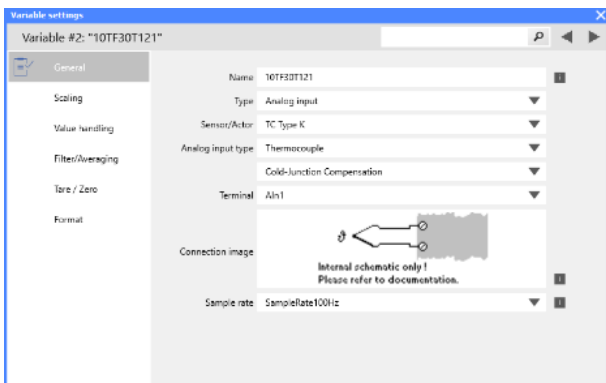 Variable settings
Variable #2: "10TF30T121"
General
Scaling
Value handling
Filter/Averaging
Tare / Zero
Format
Name 10TF30T121
Type Analog input
Sensor/Actor TC Type K
Analog input type Thermocouple
Cold-Junction Compensation
Terminal AIn1
Connection image
ϑ
Internal schematic only !
Please refer to documentation.
Sample rate SampleRate100Hz